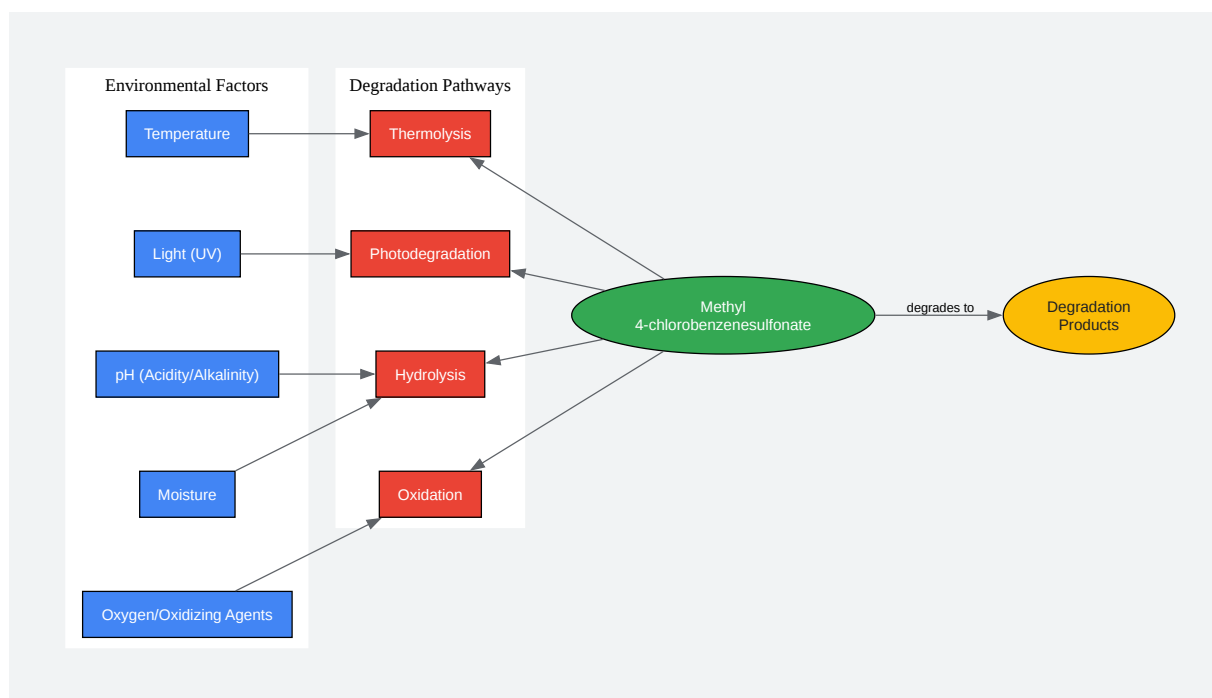 Environmental Factors
Degradation Pathways
Temperature
Thermolysis
Light (UV)
Photodegradation
Methyl
4-chlorobenzenesulfonate
degrades to
Degradation
Products
pH (Acidity/Alkalinity)
Hydrolysis
Moisture
Oxidation
Oxygen/Oxidizing Agents